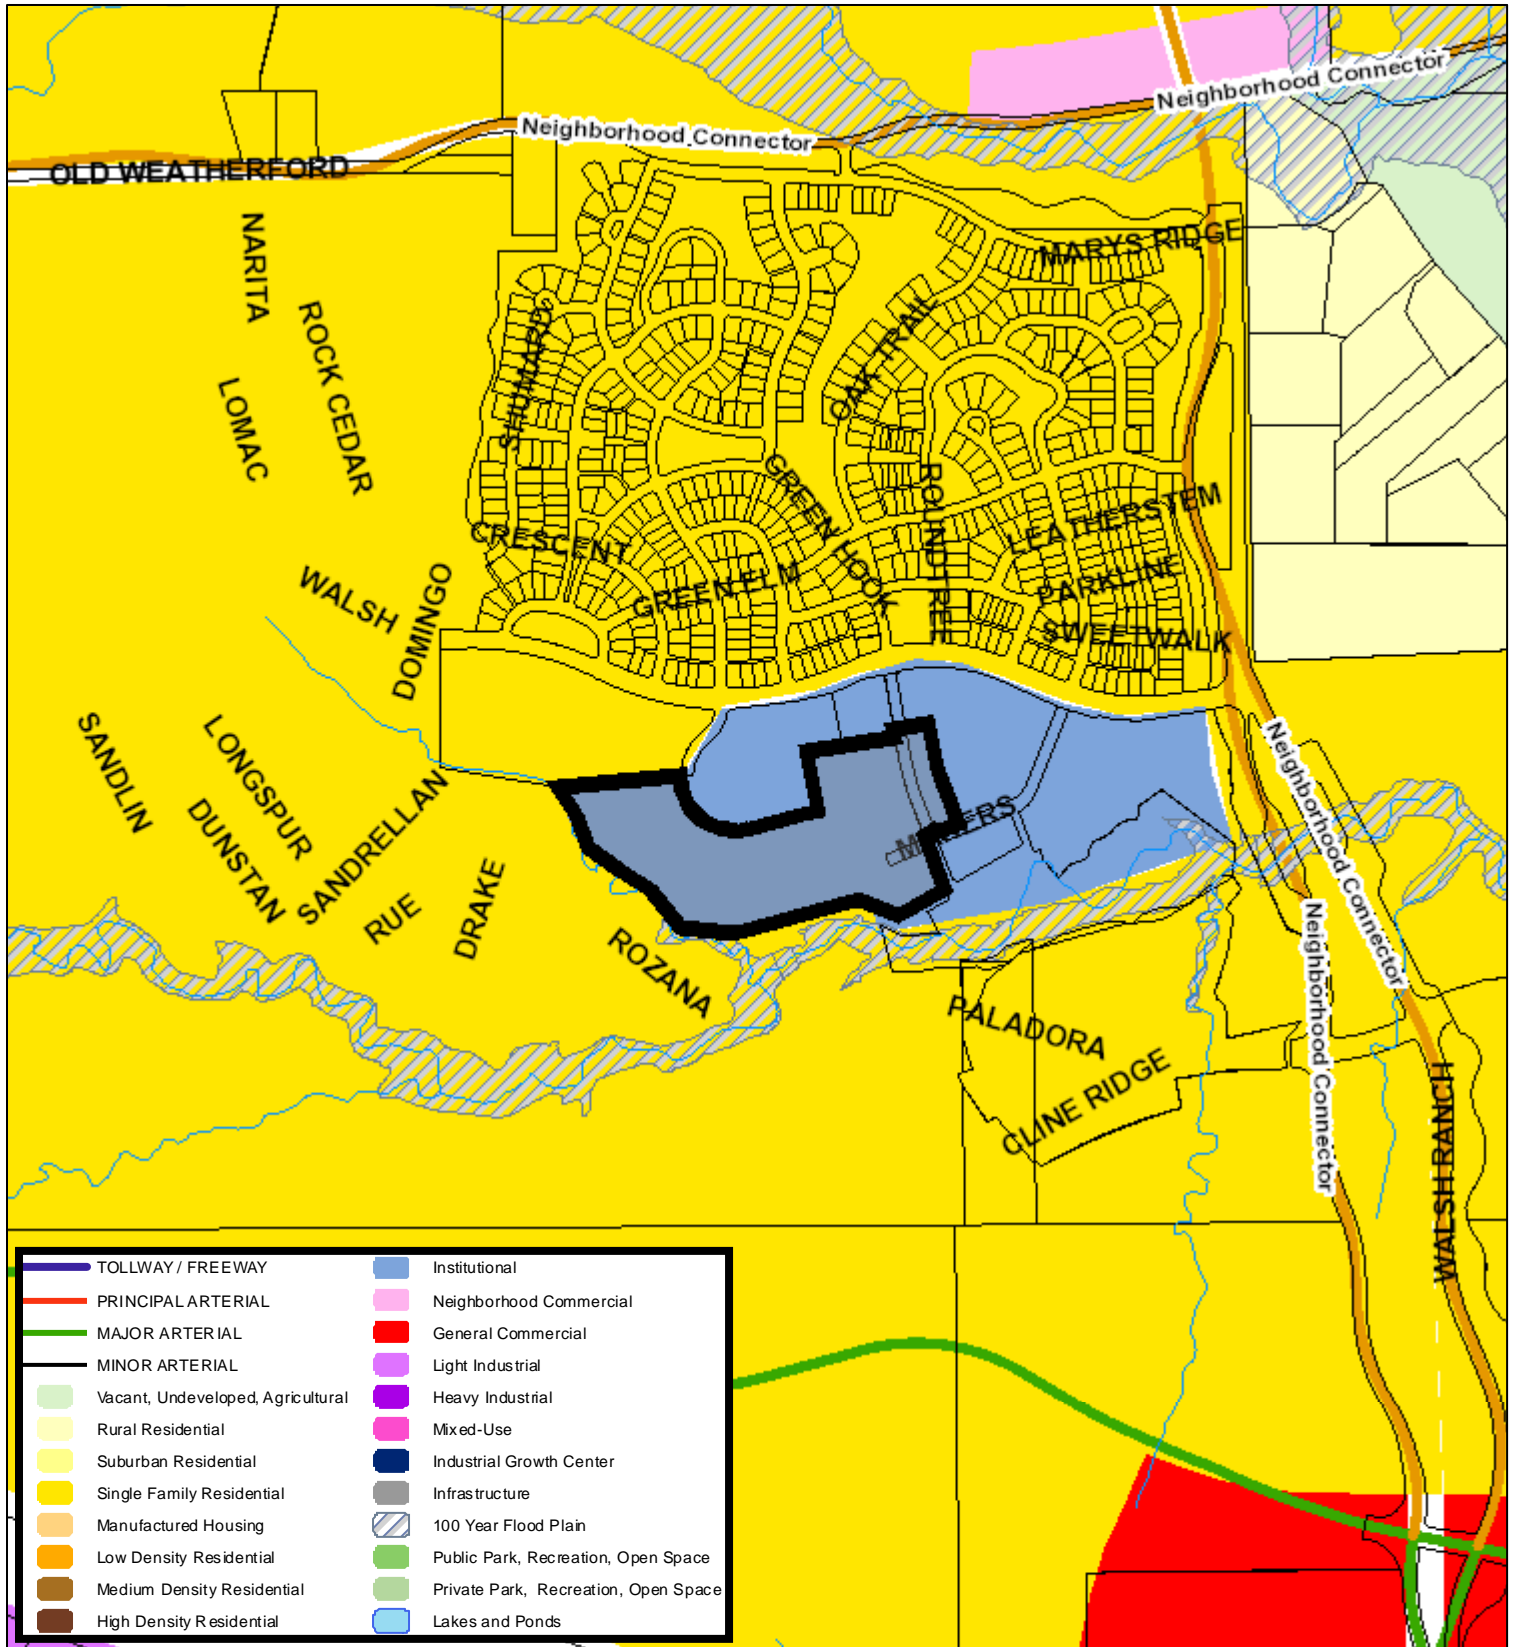 Neighborhood Connector
Neighborhood Connector
OLD WEATHERFORD
NARITA
MARYS RIDGE
ROCK CEDAR
SHUMARD
OAK TRAIL
LOMAC
GREEN HOOK
ROUNDTREE
LEATHERSTEM
CRESCENT
WALSH
DOMINGO
GREEN ELM
PARKLINE
SWEETWALK
SANDLIN
LONGSPUR
DUNSTAN
SANDRELLAN
RUE
DRAKE
ROZANA
Neighborhood Connector
Neighborhood Connector
PALADORA
CLINE RIDGE
WALSH RANCH
TOLLWAY / FREEWAY
PRINCIPAL ARTERIAL
MAJOR ARTERIAL
MINOR ARTERIAL
Vacant, Undeveloped, Agricultural
Rural Residential
Suburban Residential
Single Family Residential
Manufactured Housing
Low Density Residential
Medium Density Residential
High Density Residential
Institutional
Neighborhood Commercial
General Commercial
Light Industrial
Heavy Industrial
Mixed-Use
Industrial Growth Center
Infrastructure
100 Year Flood Plain
Public Park, Recreation, Open Space
Private Park, Recreation, Open Space
Lakes and Ponds